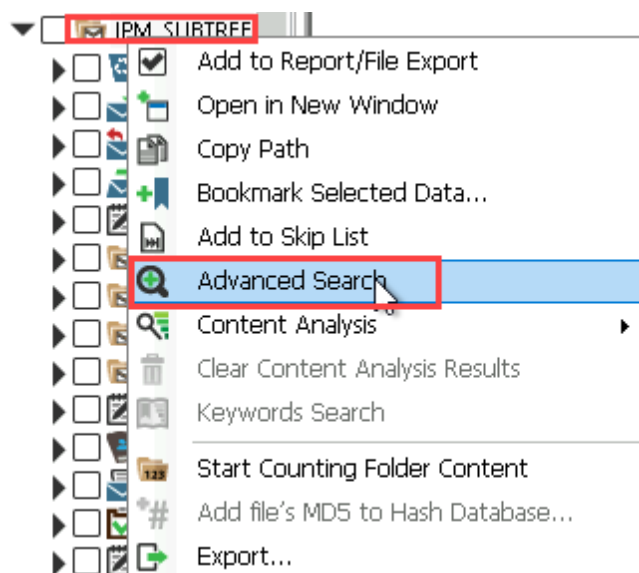 IPM_SUBTREE
Add to Report/File Export
Open in New Window
Copy Path
Bookmark Selected Data...
Add to Skip List
Advanced Search
Content Analysis
Clear Content Analysis Results
Keywords Search
123
Start Counting Folder Content
Add file's MD5 to Hash Database...
Export...